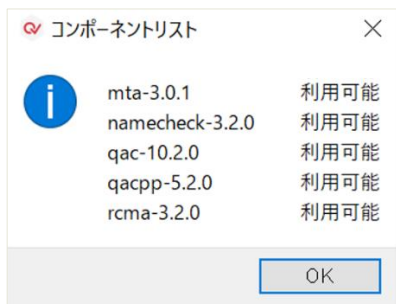 コンポーネントリスト
mta-3.0.1 利用可能
namecheck-3.2.0 利用可能
qac-10.2.0 利用可能
qacpp-5.2.0 利用可能
rcma-3.2.0 利用可能
OK